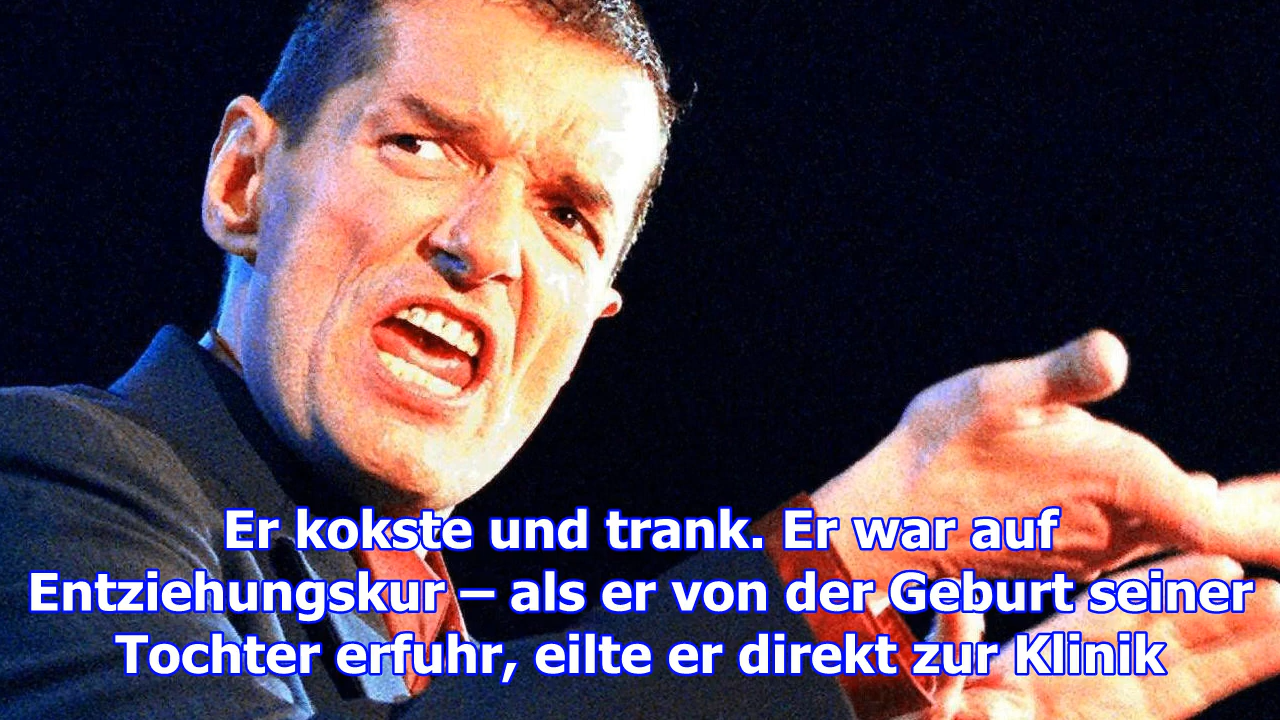 Er kokste und trank. Er war auf
Entziehungskur – als er von der Geburt seiner
Tochter erfuhr, eilte er direkt zur Klinik